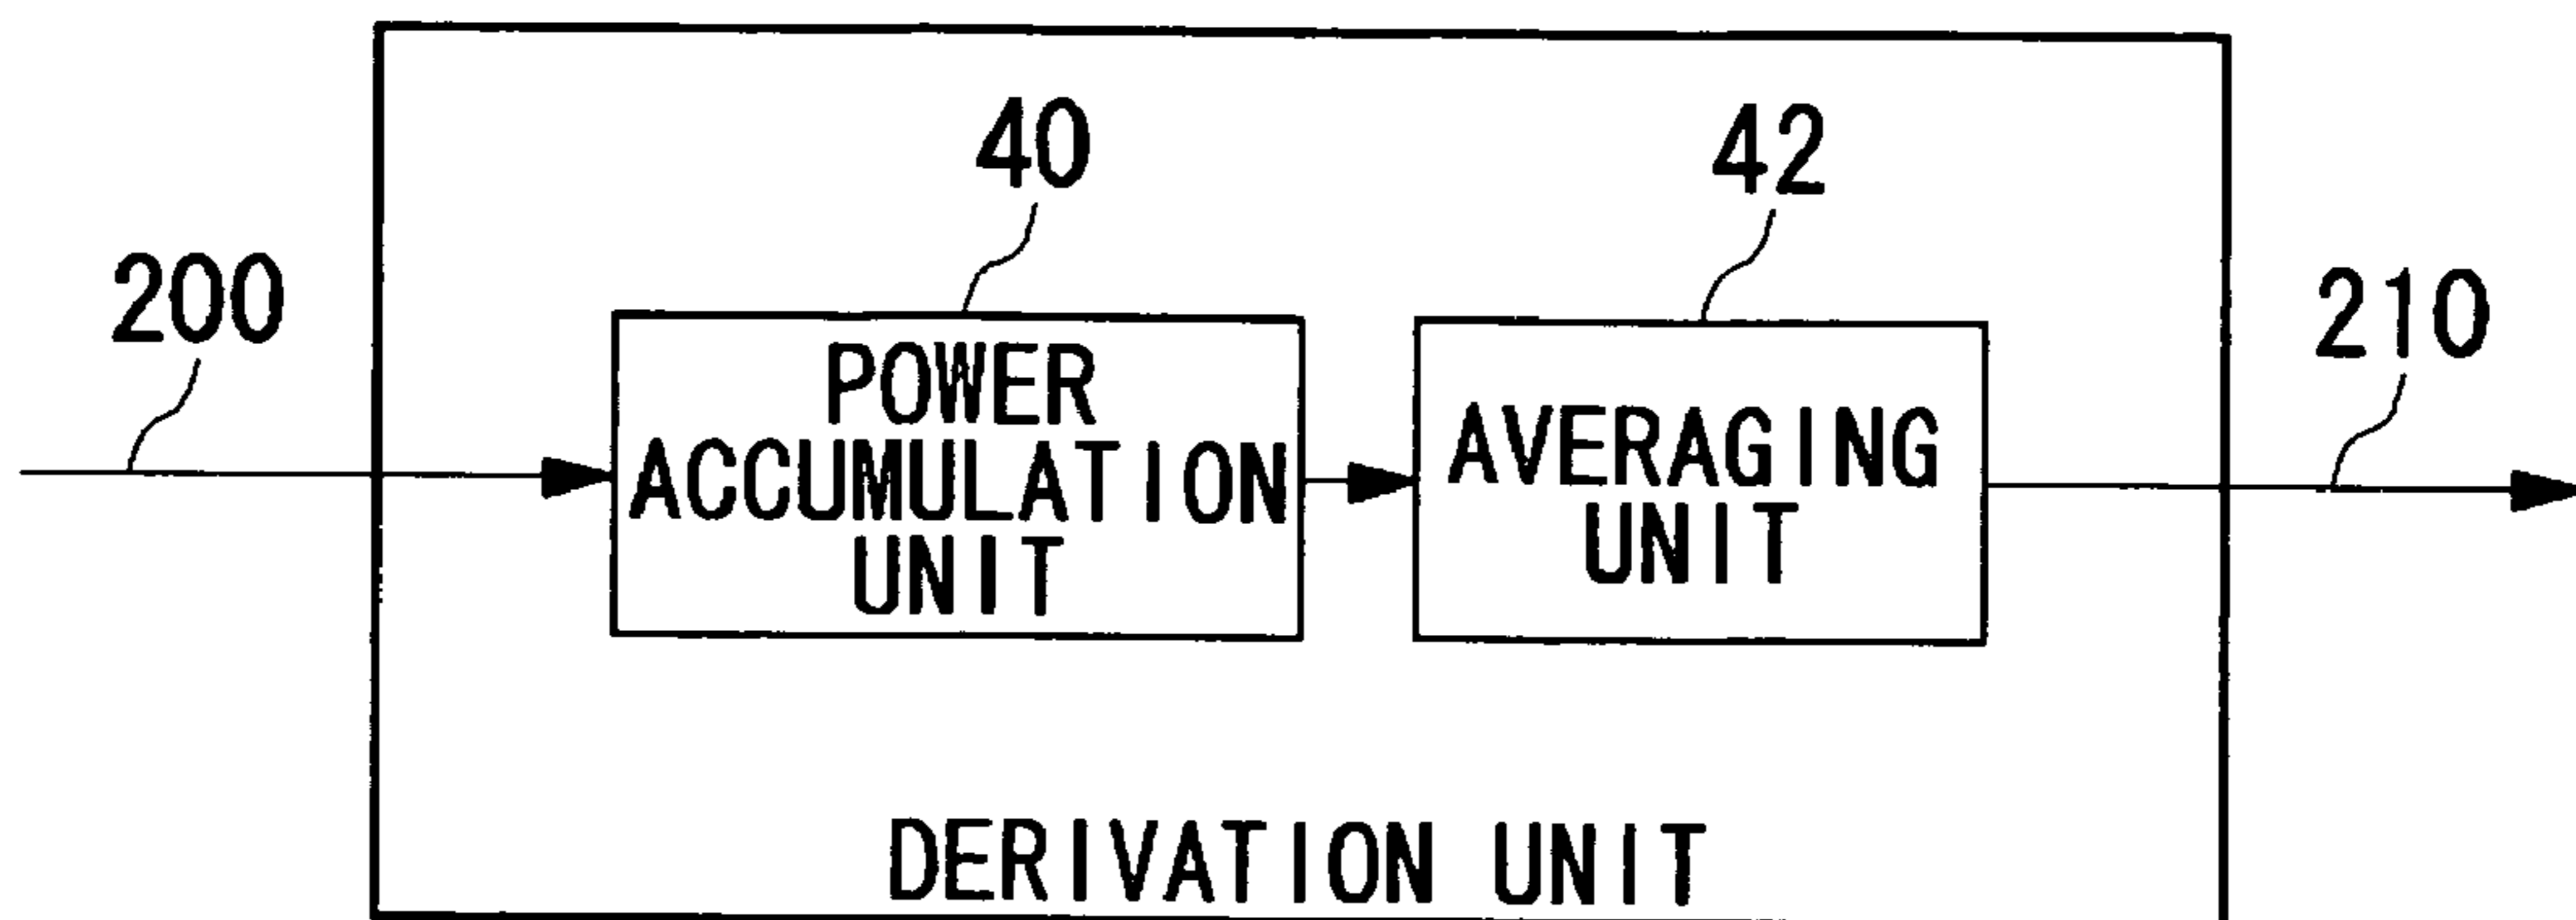 40
42
200
210
POWER
ACCUMULATION
UNIT
AVERAGING
UNIT
DERIVATION UNIT